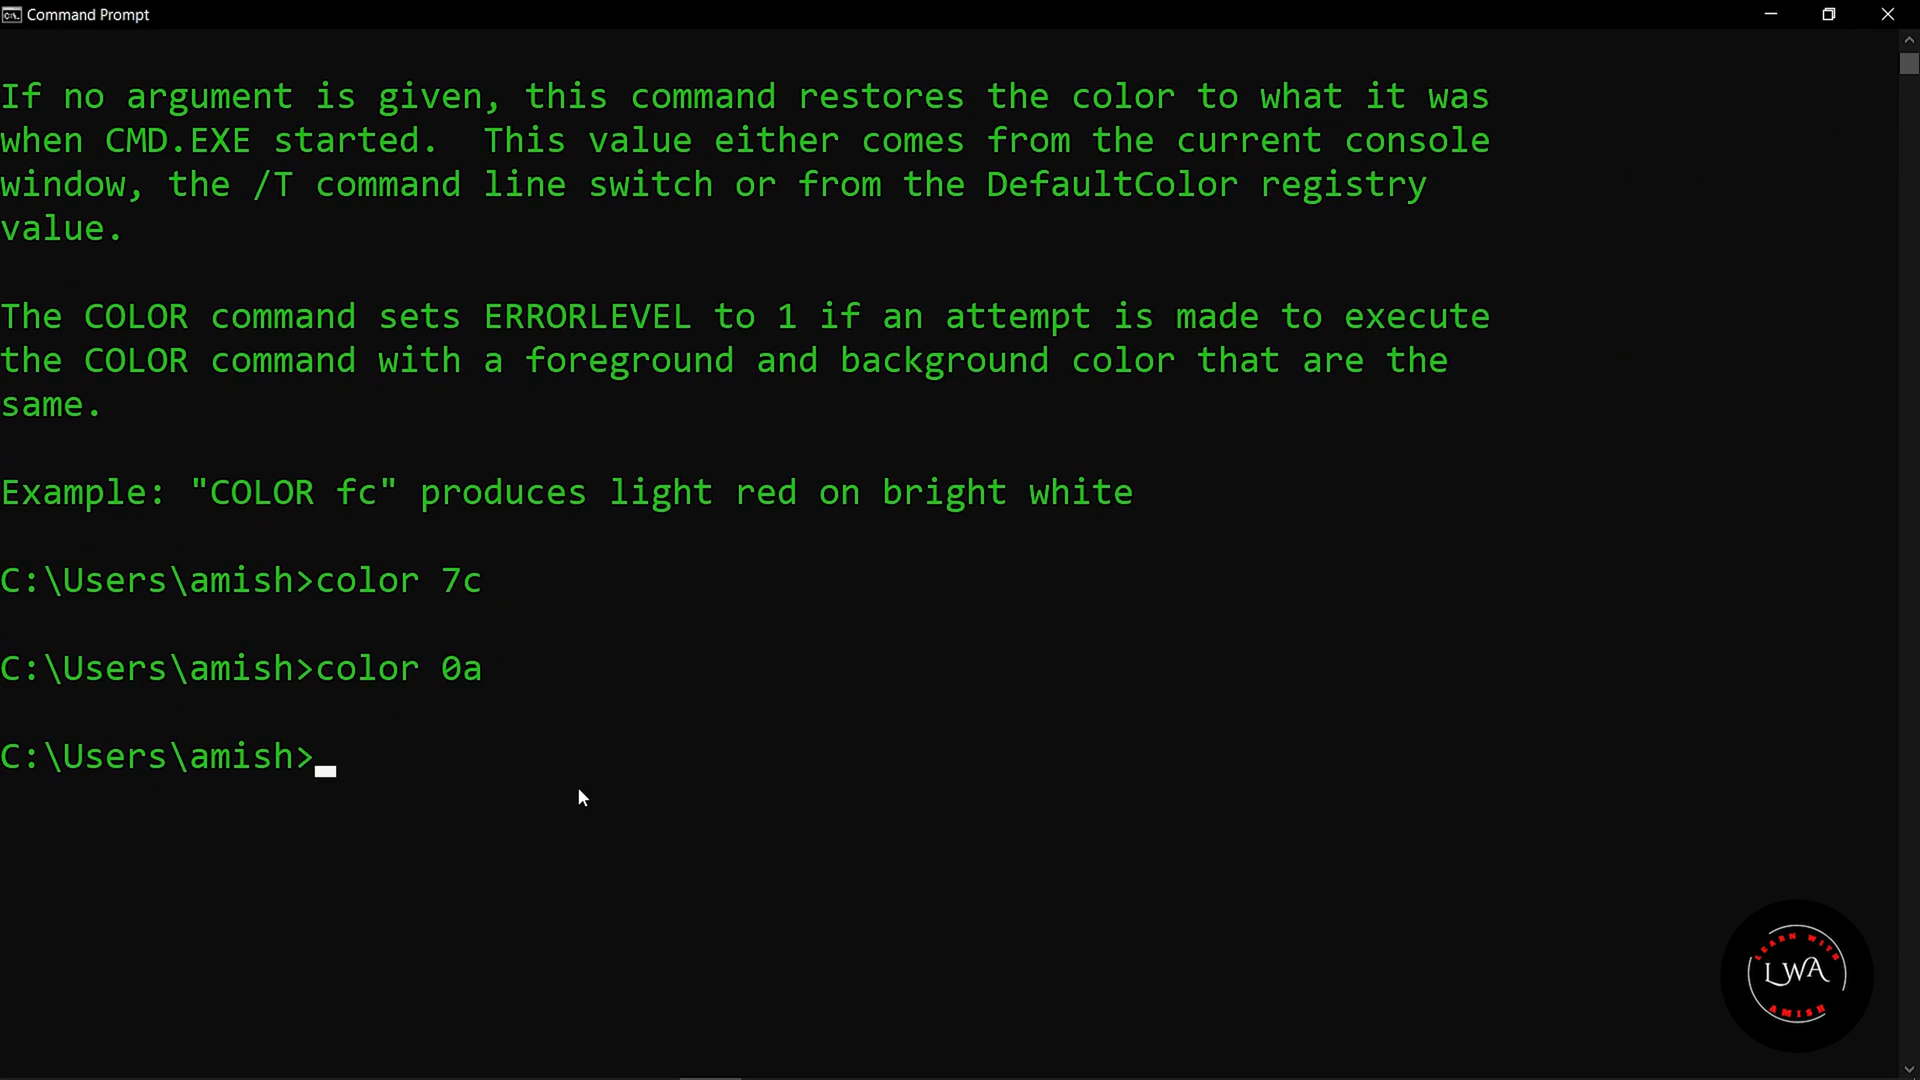 Command Prompt
If no argument is given, this command restores the color to what it was
when CMD.EXE started.  This value either comes from the current console
window, the /T command line switch or from the DefaultColor registry
value.
The COLOR command sets ERRORLEVEL to 1 if an attempt is made to execute
the COLOR command with a foreground and background color that are the
same.
Example: "COLOR fc" produces light red on bright white
C:\Users\amish>color 7c
C:\Users\amish>color 0a
C:\Users\amish>
LEARN WITH
LWA
AMISH